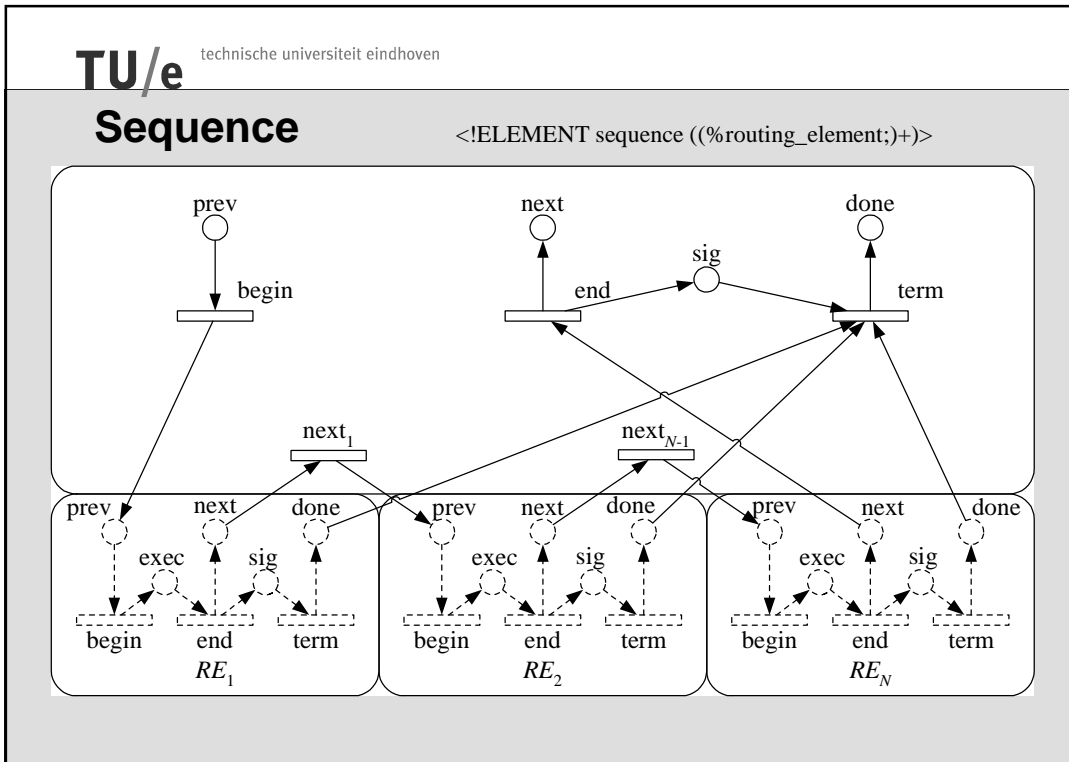 TU/e technische universiteit eindhoven
Sequence <!ELEMENT sequence ((%routing_element;)+)>
prev next done
sig
begin end term
next1 nextN-1
prev next done prev next done prev next done
exec sig exec sig exec sig
begin end term begin end term begin end term
RE1 RE2 REN